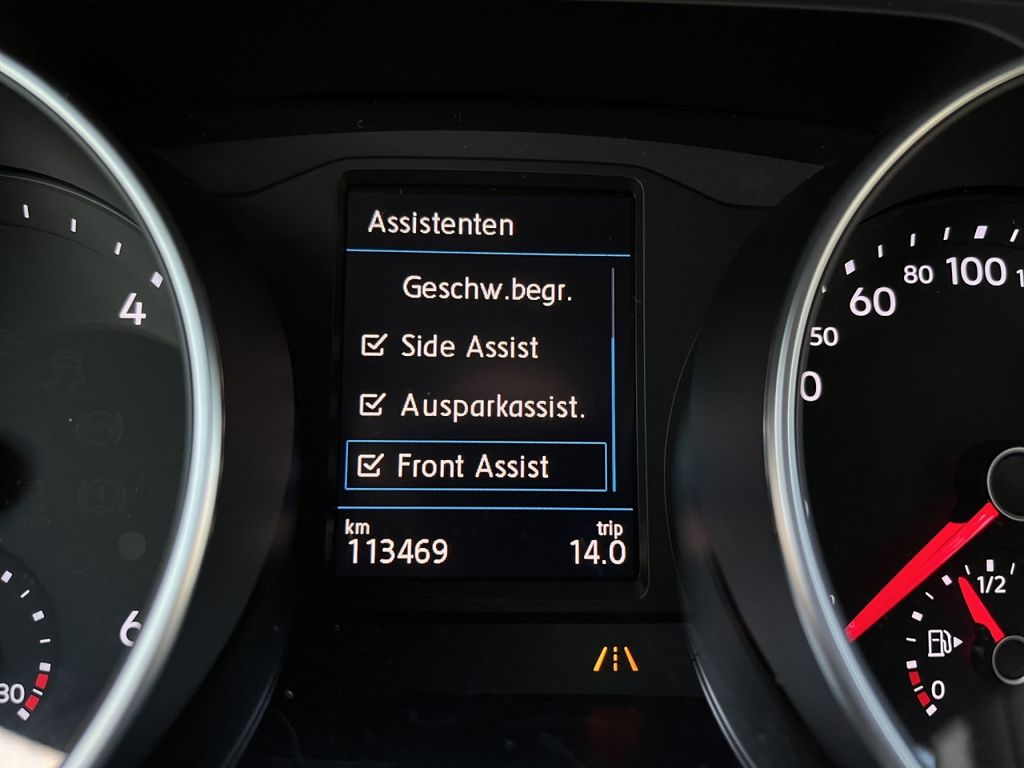 Assistenten
Geschw.begr.
Side Assist
Ausparkassist.
Front Assist
km trip
113469 14.0
4
6
80 100
60
50
1/2
0